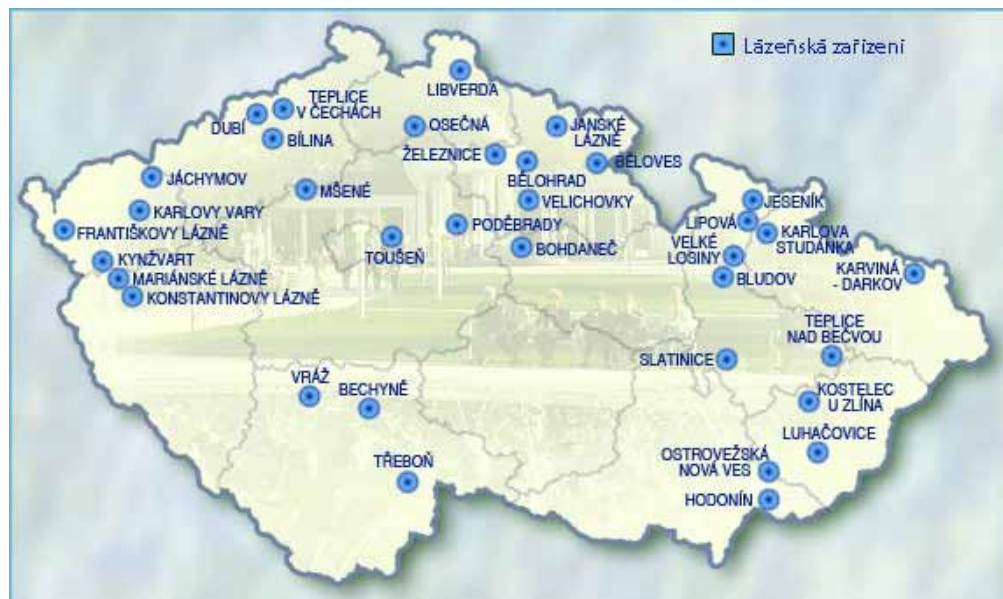 Lázeňská zařízení
LIBVERDA
TEPLICE
V ČECHÁCH
DUBÍ
BÍLINA
OSEČNÁ
JANSKÉ
LÁZNĚ
ŽELEZNICE
BĚLOVES
BĚLOHRAD
JÁCHYMOV
MŠENÉ
VELICHOVKY
JESENÍK
KARLOVY VARY
LIPOVÁ
KARLOVA
STUDÁNKA
FRANTIŠKOVY LÁZNĚ
PODĚBRADY
BOHDANEČ
TOUŠEŇ
VELKÉ
LOSINY
KYNŽVART
MARIÁNSKÉ LÁZNĚ
BLUDOV
KARVINÁ
- DARKOV
KONSTANTINOVY LÁZNĚ
TEPLICE
NAD BEČVOU
SLATINICE
VRÁŽ
BECHYNĚ
KOSTELEC
U ZLÍNA
LUHAČOVICE
TŘEBOŇ
OSTROVEŽSKÁ
NOVÁ VES
HODONÍN